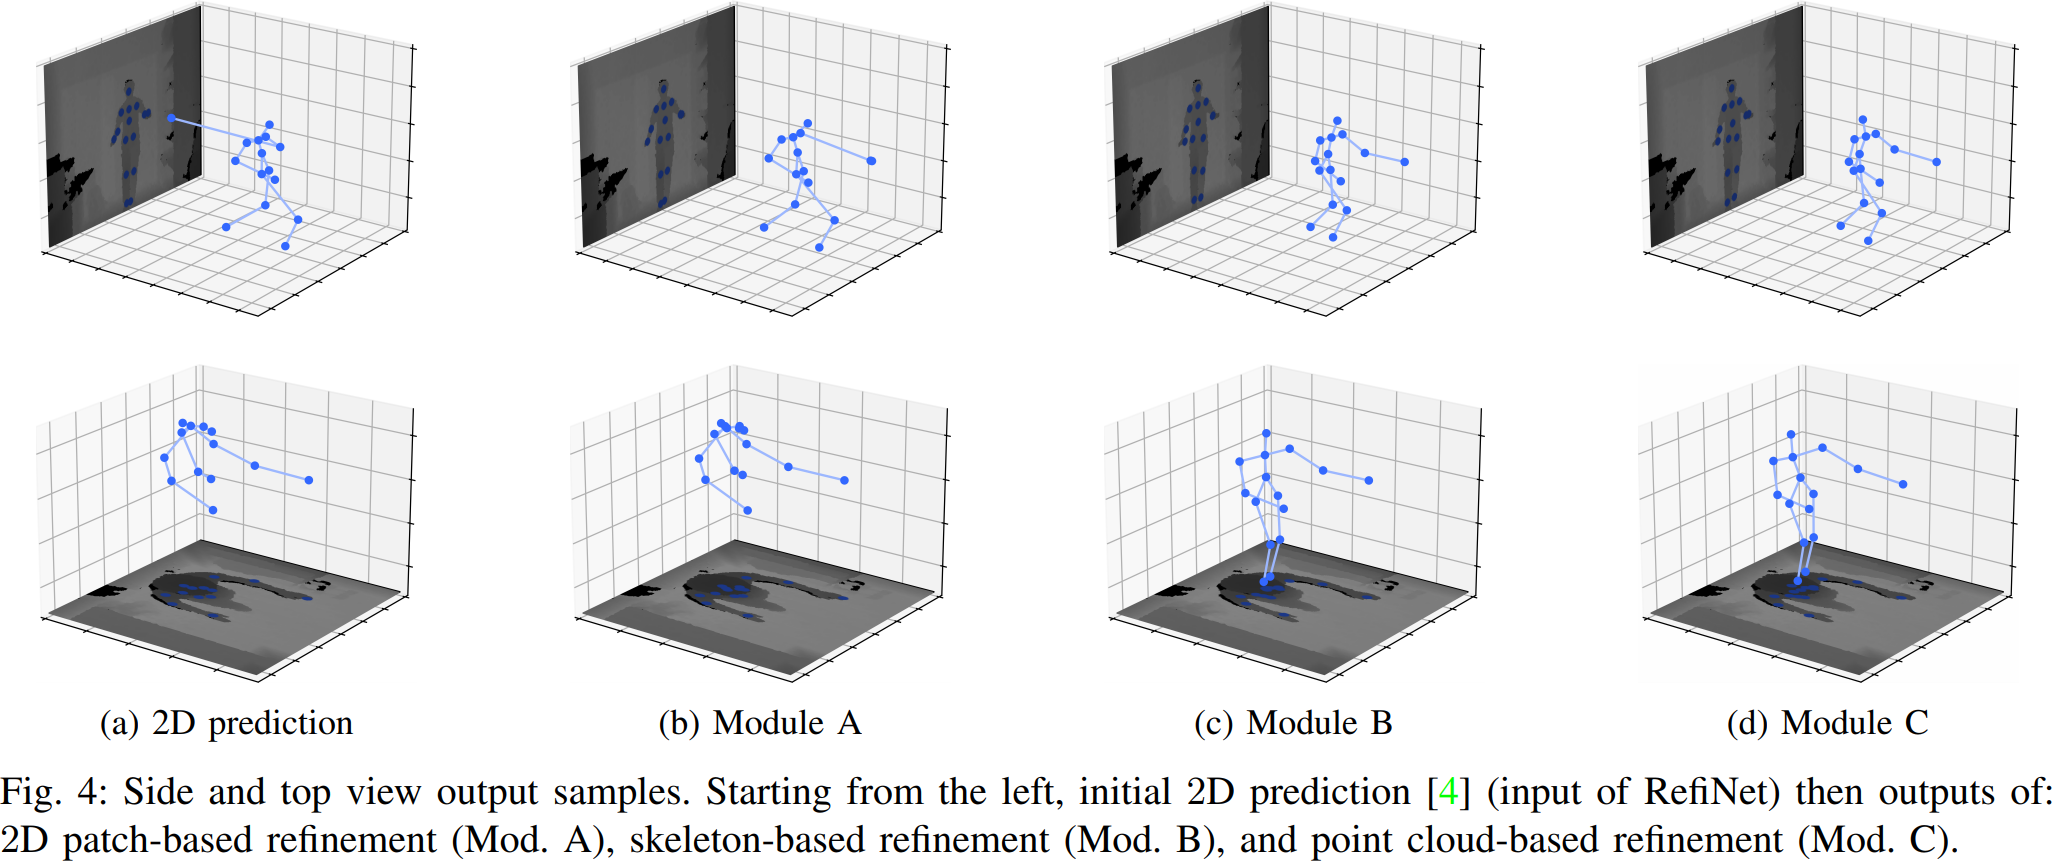 (a) 2D prediction
(b) Module A
(c) Module B
(d) Module C
Fig. 4: Side and top view output samples. Starting from the left, initial 2D prediction [4] (input of RefiNet) then outputs of:
2D patch-based refinement (Mod. A), skeleton-based refinement (Mod. B), and point cloud-based refinement (Mod. C).